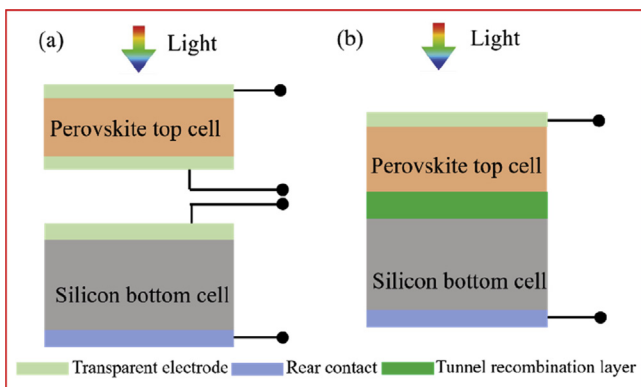 (a)
Light
Perovskite top cell
Silicon bottom cell
(b)
Light
Perovskite top cell
Silicon bottom cell
Transparent electrode
Rear contact
Tunnel recombination layer